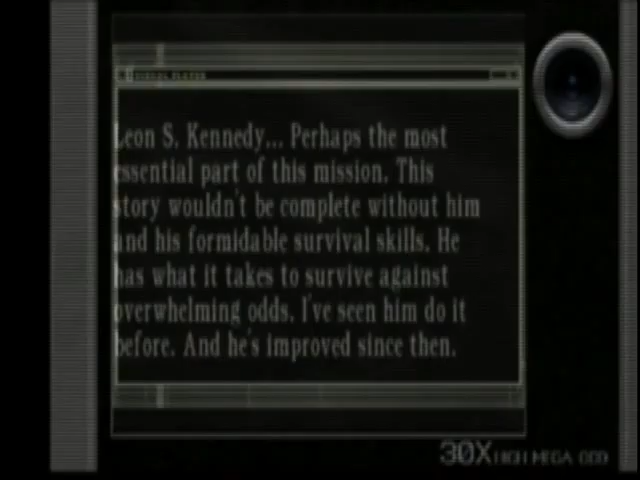 Leon S. Kennedy... Perhaps the most
essential part of this mission. This
story wouldn't be complete without him
and his formidable survival skills. He
has what it takes to survive against
overwhelming odds. I've seen him do it
before. And he's improved since then.
30X HIGH MEGA